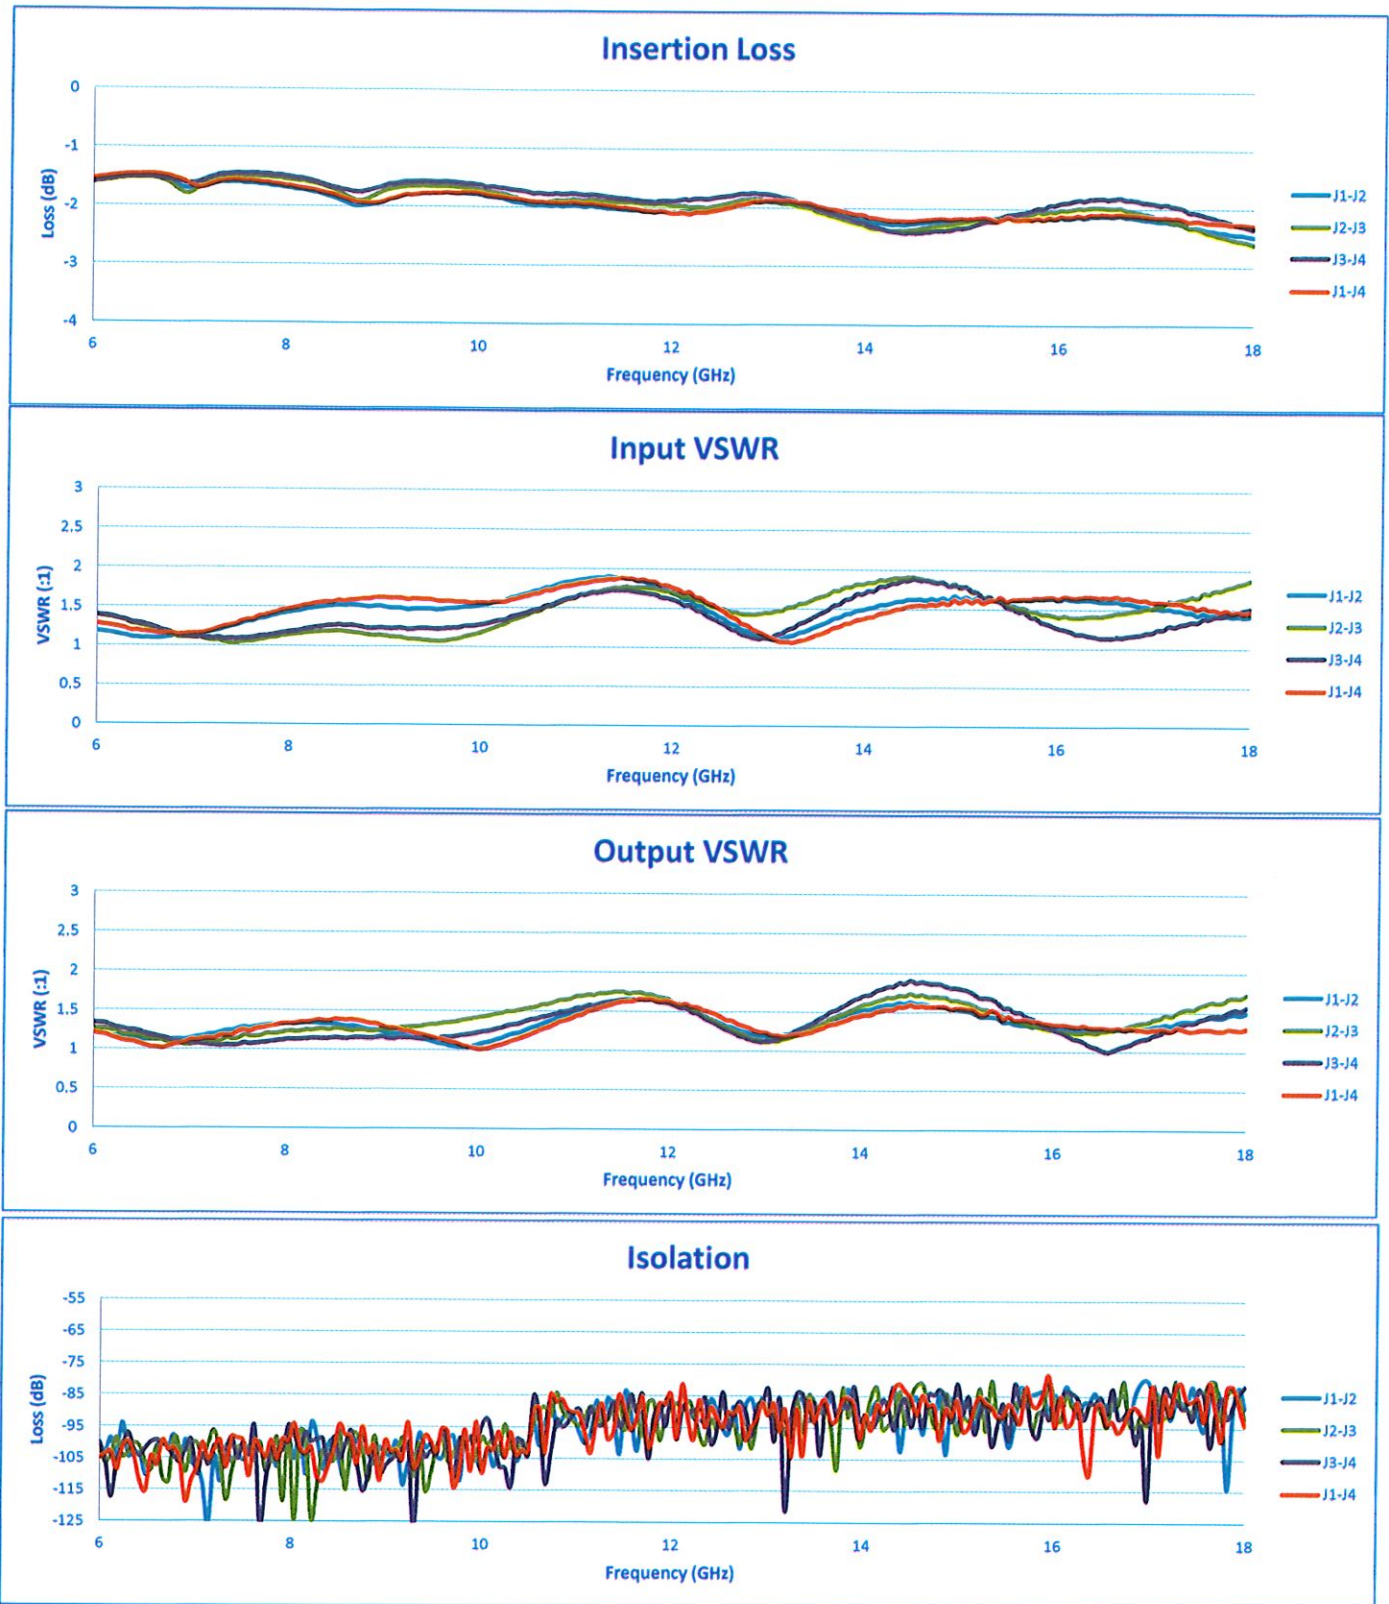 Insertion Loss
0
-1
-2
-3
-4
Loss (dB)
6 8 10 12 14 16 18
Frequency (GHz)
J1-J2
J2-J3
J3-J4
J1-J4
Input VSWR
3
2.5
2
1.5
1
0.5
0
VSWR (:1)
6 8 10 12 14 16 18
Frequency (GHz)
J1-J2
J2-J3
J3-J4
J1-J4
Output VSWR
3
2.5
2
1.5
1
0.5
0
VSWR (:1)
6 8 10 12 14 16 18
Frequency (GHz)
J1-J2
J2-J3
J3-J4
J1-J4
Isolation
-55
-65
-75
-85
-95
-105
-115
-125
Loss (dB)
6 8 10 12 14 16 18
Frequency (GHz)
J1-J2
J2-J3
J3-J4
J1-J4